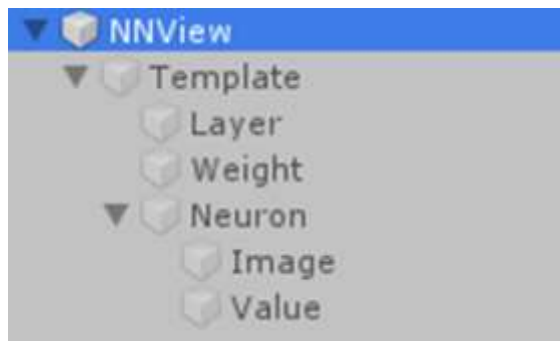 NNView
Template
Layer
Weight
Neuron
Image
Value